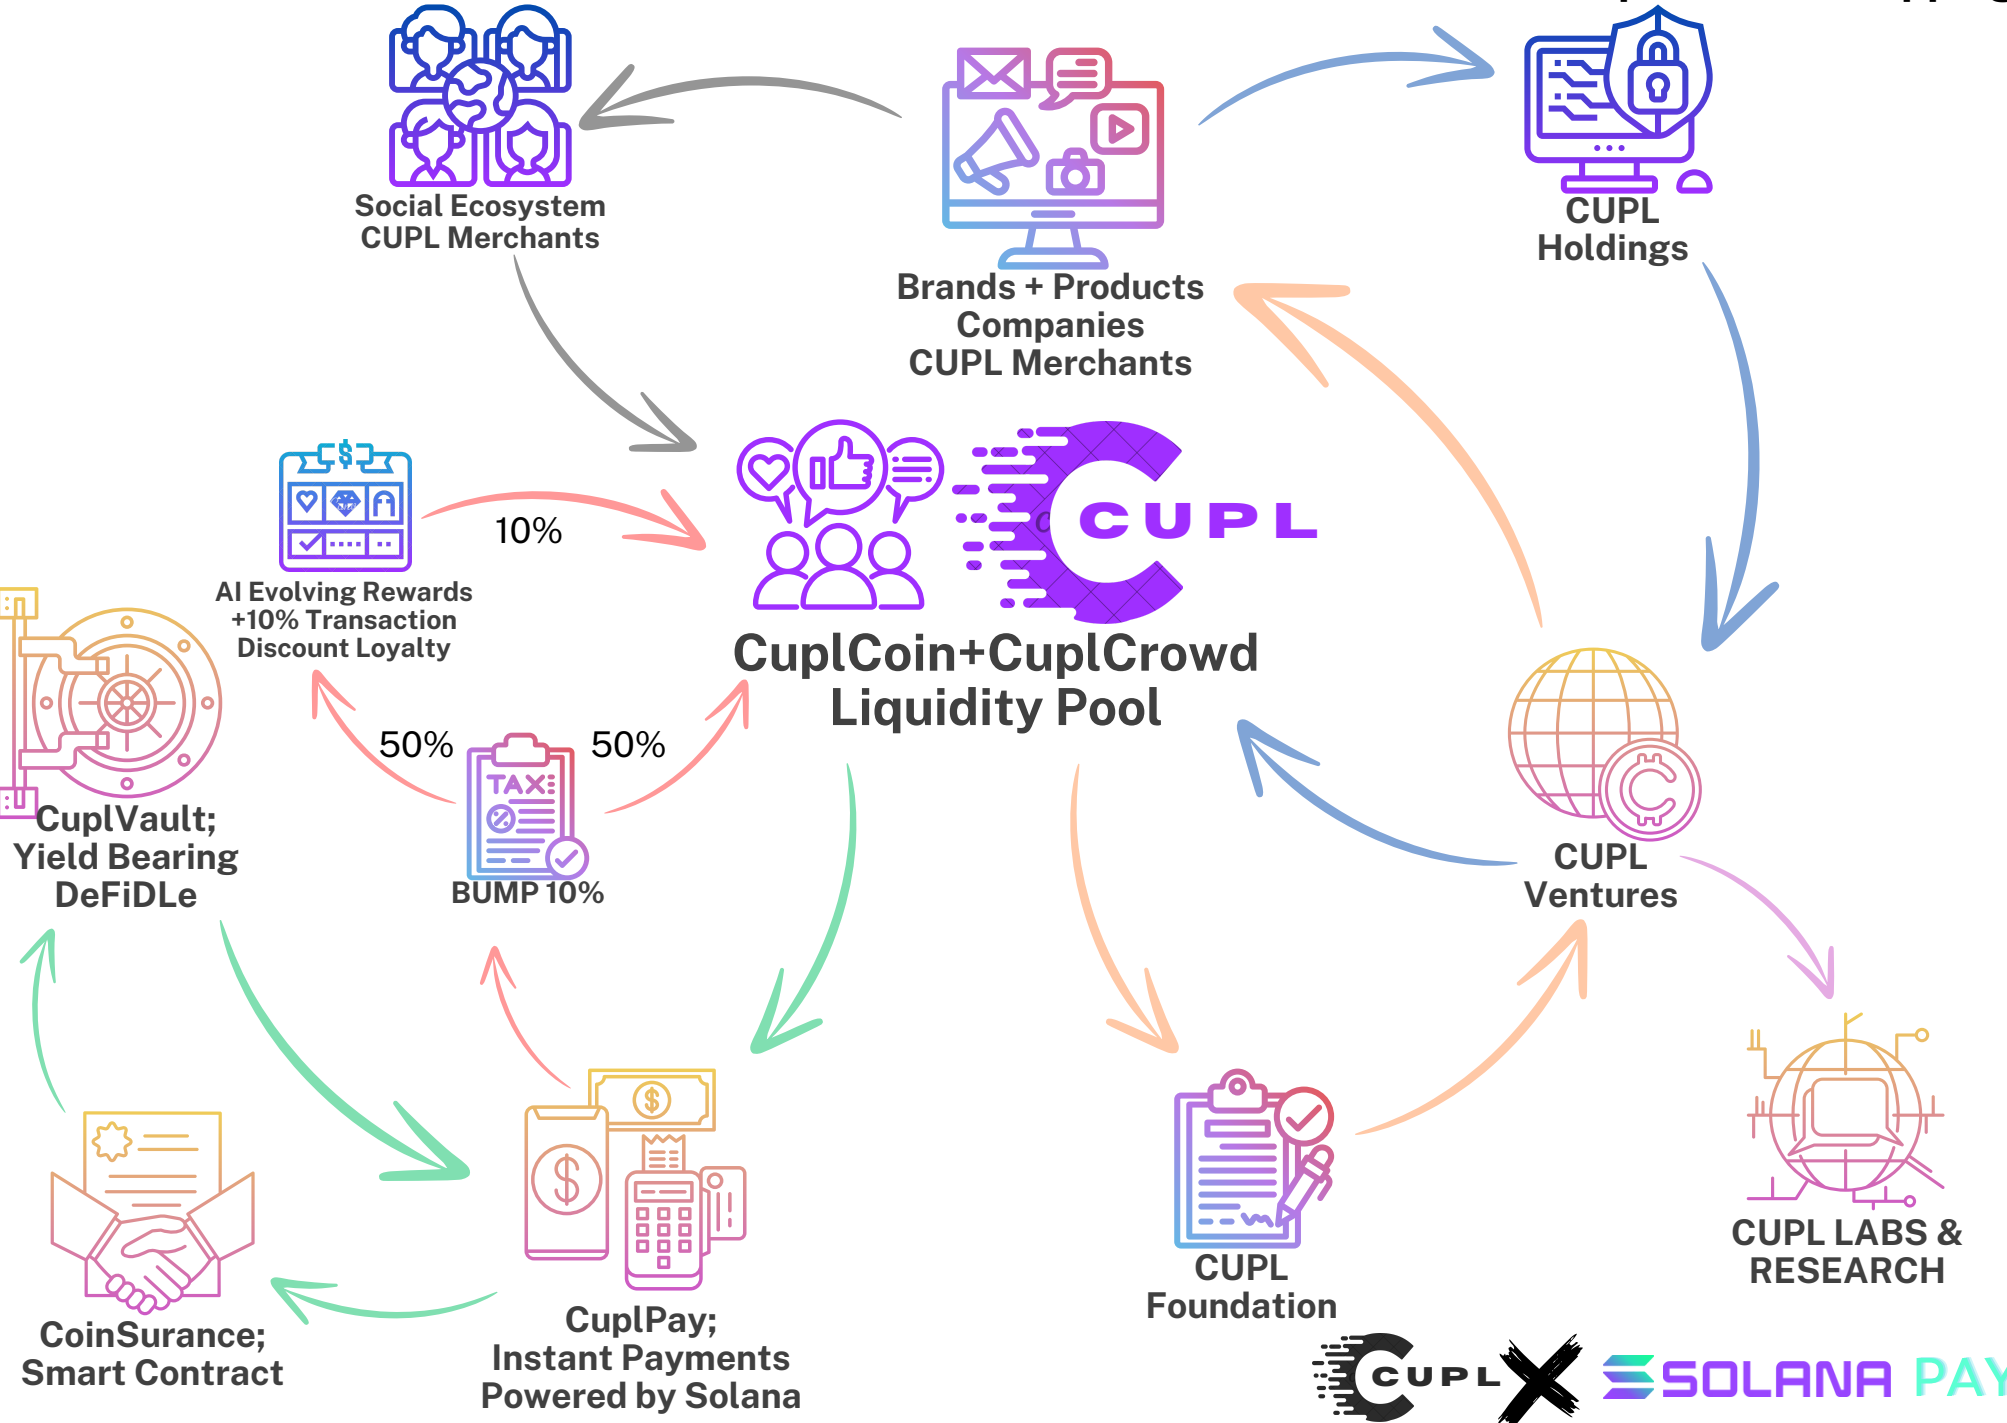 Social Ecosystem
CUPL Merchants
Brands + Products
Companies
CUPL Merchants
CUPL
Holdings
10%
AI Evolving Rewards
+10% Transaction
Discount Loyalty
CUPL
CuplCoin+CuplCrowd
Liquidity Pool
50%
50%
TAX
BUMP 10%
CuplVault;
Yield Bearing
DeFiDLe
CUPL
Ventures
CUPL LABS &
RESEARCH
CUPL
Foundation
CoinSurance;
Smart Contract
CuplPay;
Instant Payments
Powered by Solana
CUPL X SOLANA PAY